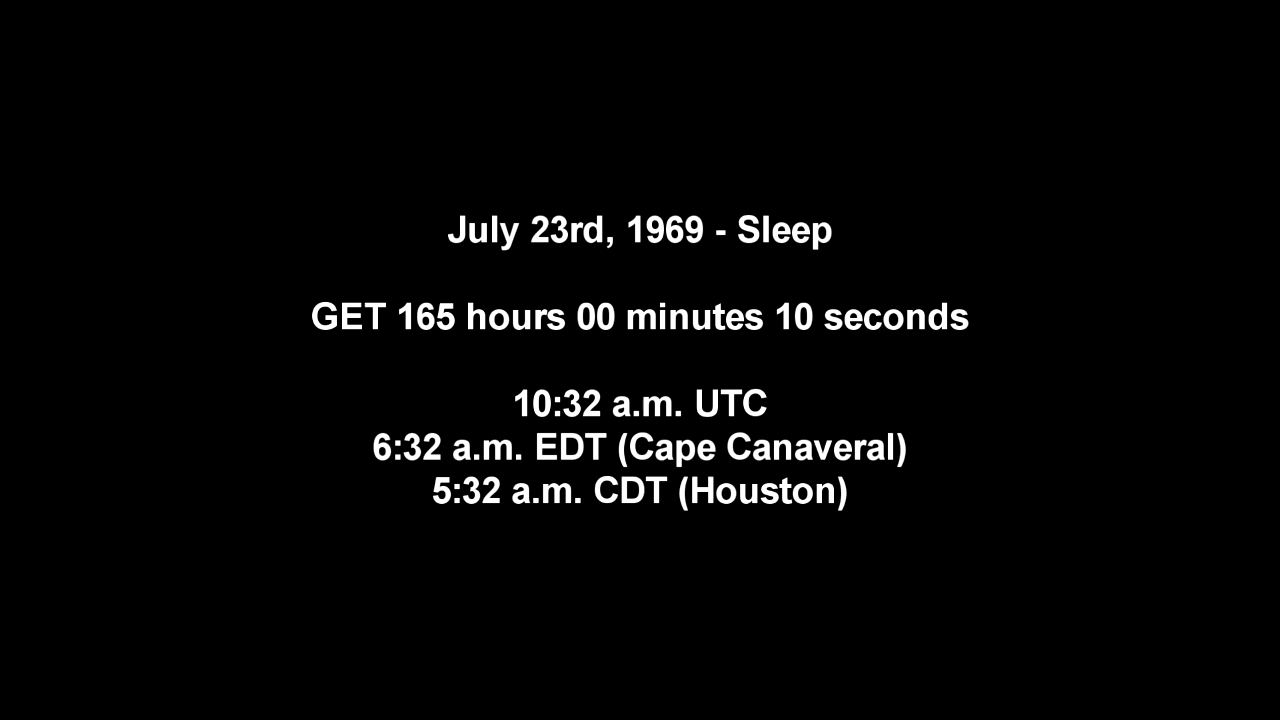 July 23rd, 1969 - Sleep
GET 165 hours 00 minutes 10 seconds
10:32 a.m. UTC
6:32 a.m. EDT (Cape Canaveral)
5:32 a.m. CDT (Houston)